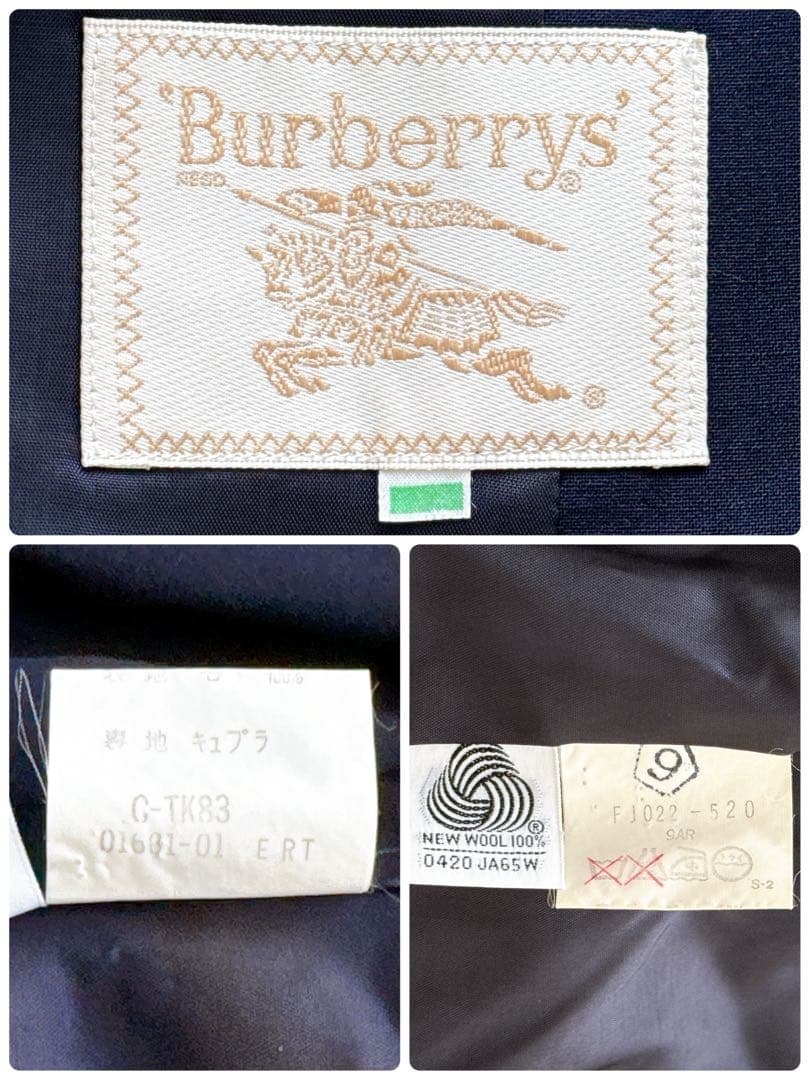 'Burberrys'
REGD
®
®
100%
裏地 キュプラ
C-TK83
01681-01 ERT
®
NEW WOOL 100%
0420 JA65W
9
FJ022-520
9AR
S-2